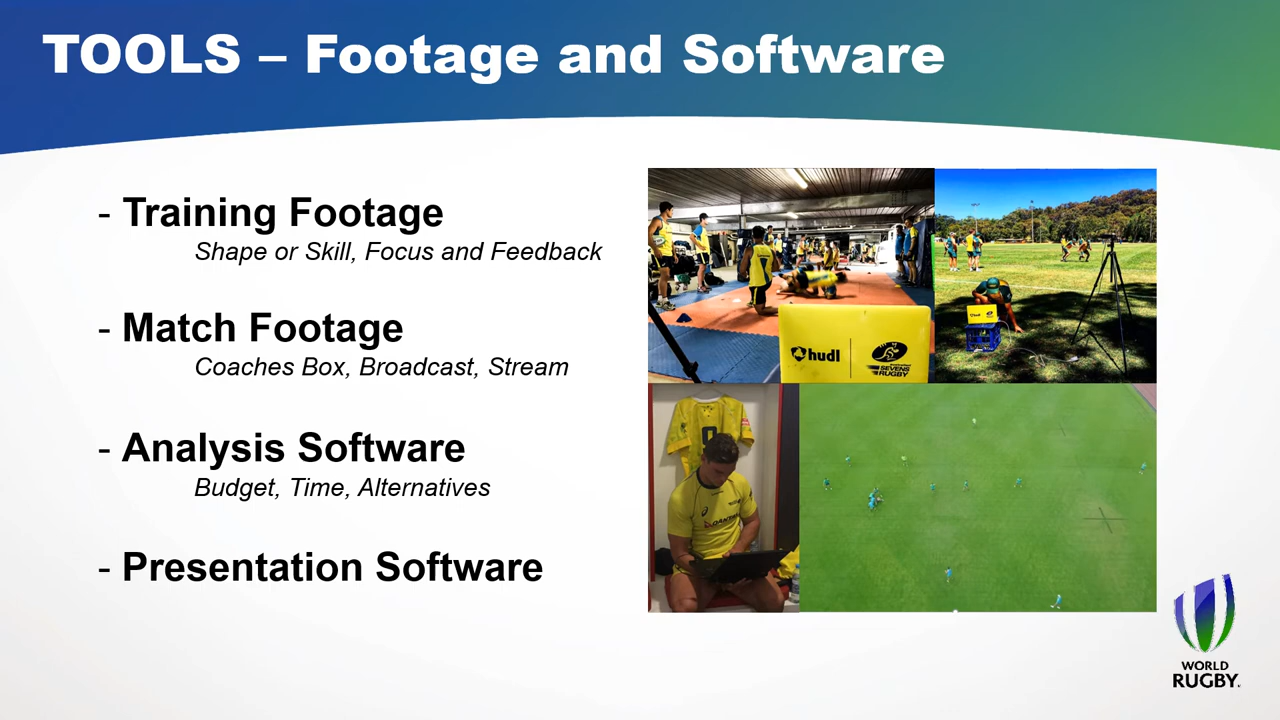 TOOLS – Footage and Software
- Training Footage
Shape or Skill, Focus and Feedback
- Match Footage
Coaches Box, Broadcast, Stream
- Analysis Software
Budget, Time, Alternatives
- Presentation Software
hudl
SEVENS
RUGBY
hudl
WORLD
RUGBY